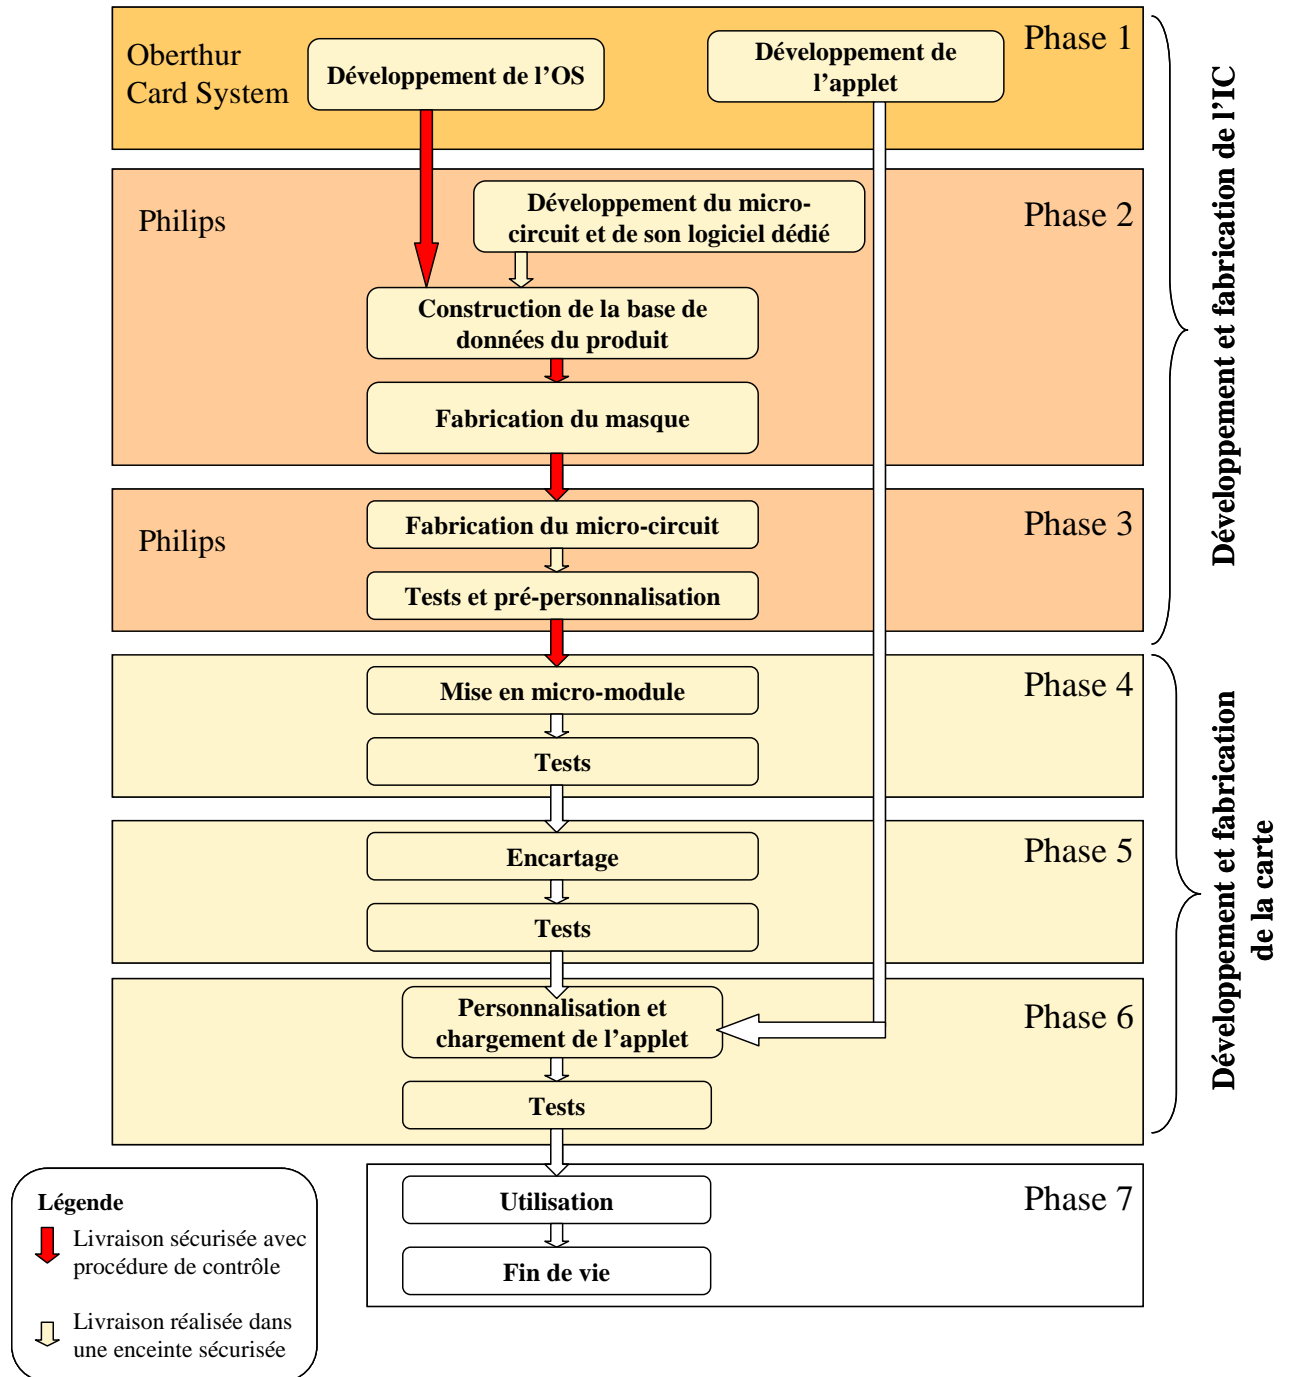 Oberthur
Card System
Développement de l’OS
Développement de
l’applet
Phase 1
Philips
Développement du micro-
circuit et de son logiciel dédié
Phase 2
Construction de la base de
données du produit
Fabrication du masque
Philips
Fabrication du micro-circuit
Phase 3
Tests et pré-personnalisation
Développement et fabrication de l’IC
Mise en micro-module
Phase 4
Tests
Encartage
Phase 5
Tests
Personnalisation et
chargement de l’applet
Phase 6
Tests
Développement et fabrication
de la carte
Utilisation
Phase 7
Fin de vie
Légende
Livraison sécurisée avec
procédure de contrôle
Livraison réalisée dans
une enceinte sécurisée